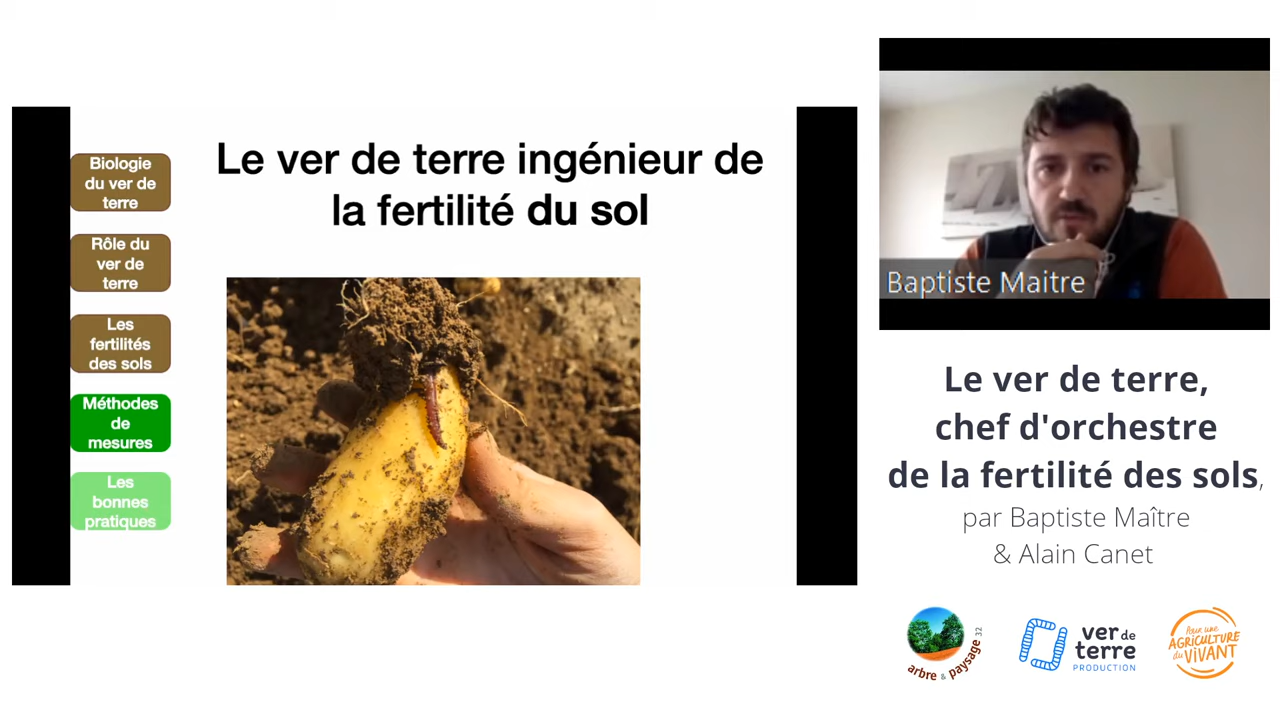 Biologie
du ver de
terre
Rôle du
ver de
terre
Les
fertilités
des sols
Méthodes
de
mesures
Les
bonnes
pratiques
Le ver de terre ingénieur de
la fertilité du sol
Baptiste Maitre
Le ver de terre,
chef d'orchestre
de la fertilité des sols,
par Baptiste Maître
& Alain Canet
arbre & paysage 32
ver de
terre
PRODUCTION
Pour une
AGRICULTURE
du VIVANT